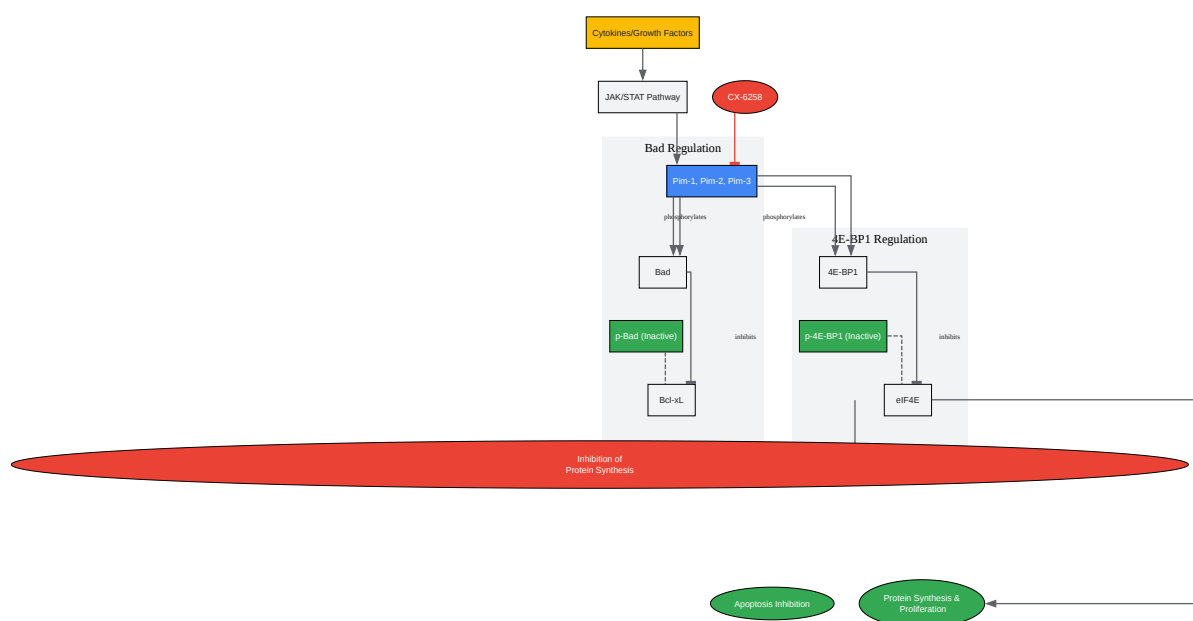 Cytokines/Growth Factors
JAK/STAT Pathway
CX-6258
Bad Regulation
Pim-1, Pim-2, Pim-3
phosphorylates
phosphorylates
4E-BP1 Regulation
Bad
4E-BP1
p-Bad (Inactive)
inhibits
p-4E-BP1 (Inactive)
inhibits
Bcl-xL
eIF4E
Inhibition of
Protein Synthesis
Apoptosis Inhibition
Protein Synthesis &
Proliferation